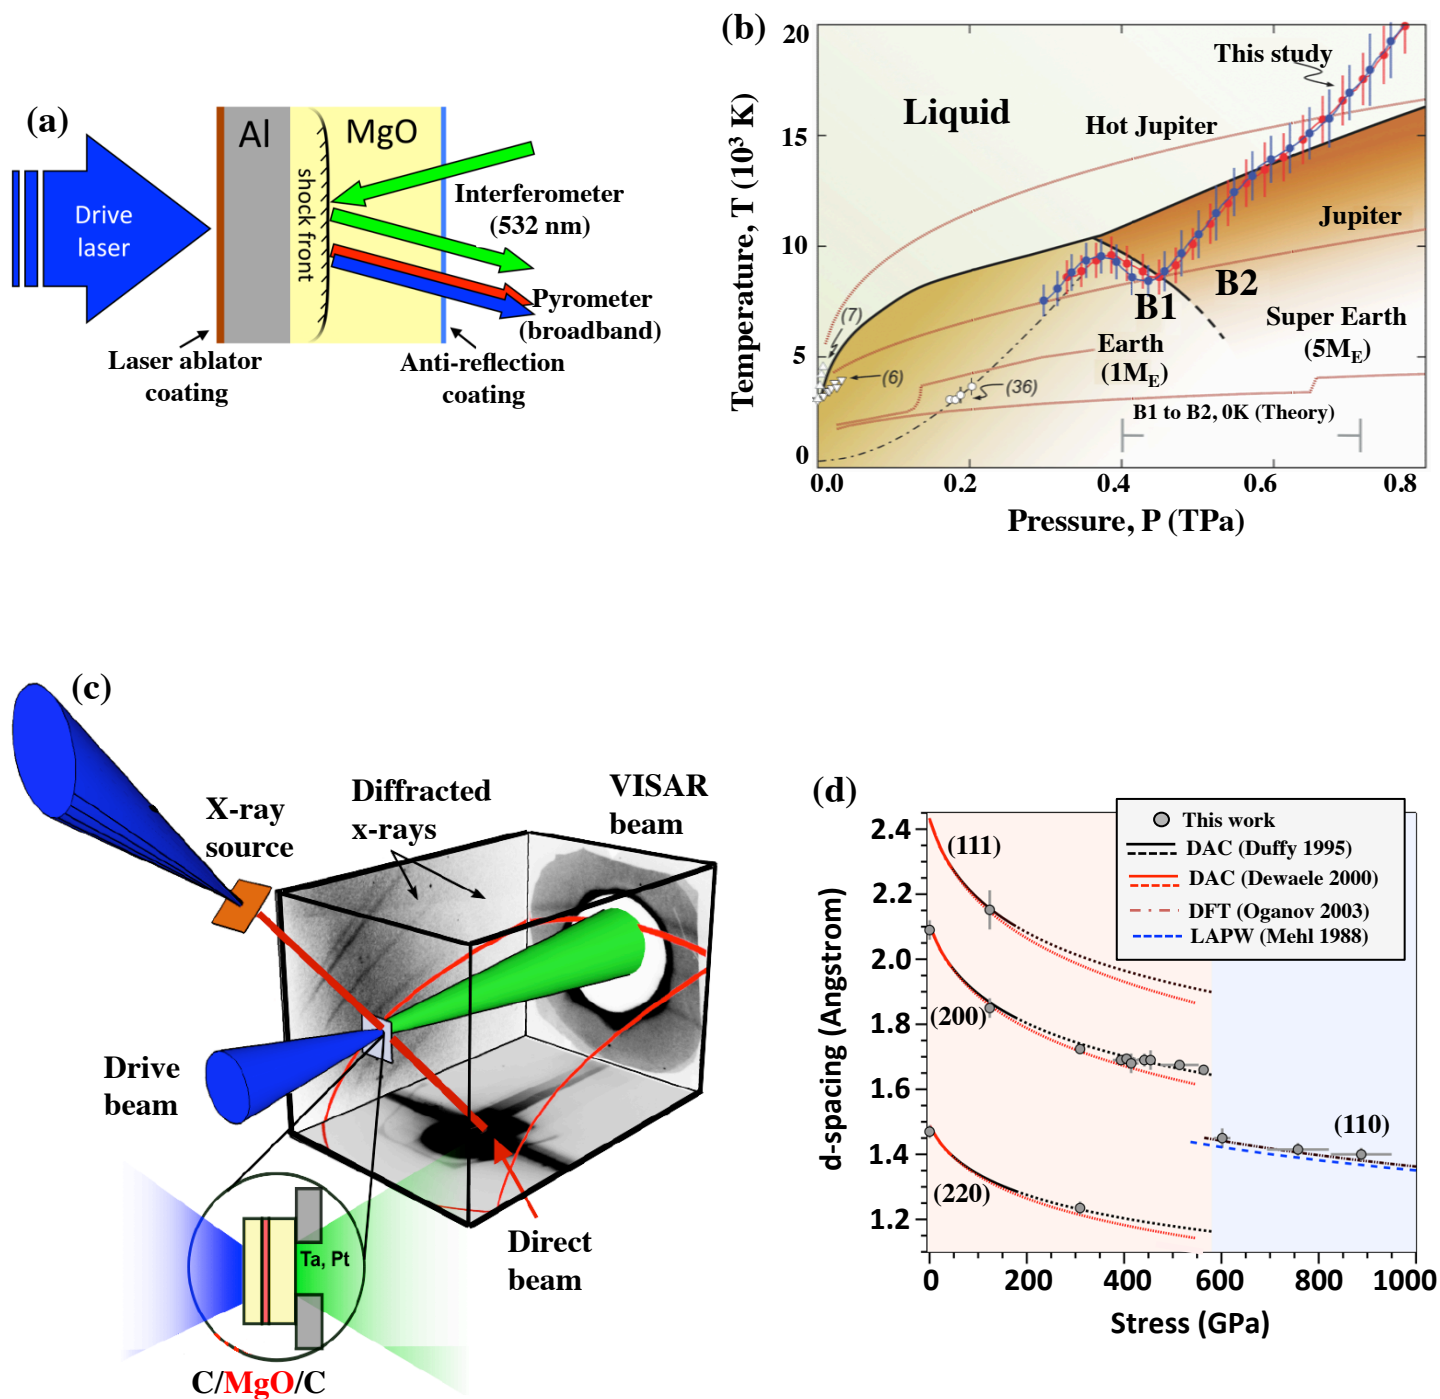 (a)
Al
MgO
Drive
laser
shock front
Interferometer
(532 nm)
Pyrometer
(broadband)
Laser ablator
coating
Anti-reflection
coating
(b)
20
15
10
5
0
Temperature, T (10³ K)
This study
Liquid
Hot Jupiter
Jupiter
B2
B1
Super Earth
(5M_E)
Earth
(1M_E)
(7)
(6)
(36)
B1 to B2, 0K (Theory)
0.0 0.2 0.4 0.6 0.8
Pressure, P (TPa)
(c)
X-ray
source
Diffracted
x-rays
VISAR
beam
Drive
beam
Ta, Pt
Direct
beam
C/MgO/C
(d)
This work
DAC (Duffy 1995)
DAC (Dewaele 2000)
DFT (Oganov 2003)
LAPW (Mehl 1988)
2.4
2.2
2.0
1.8
1.6
1.4
1.2
d-spacing (Angstrom)
(111)
(200)
(220)
(110)
0 200 400 600 800 1000
Stress (GPa)